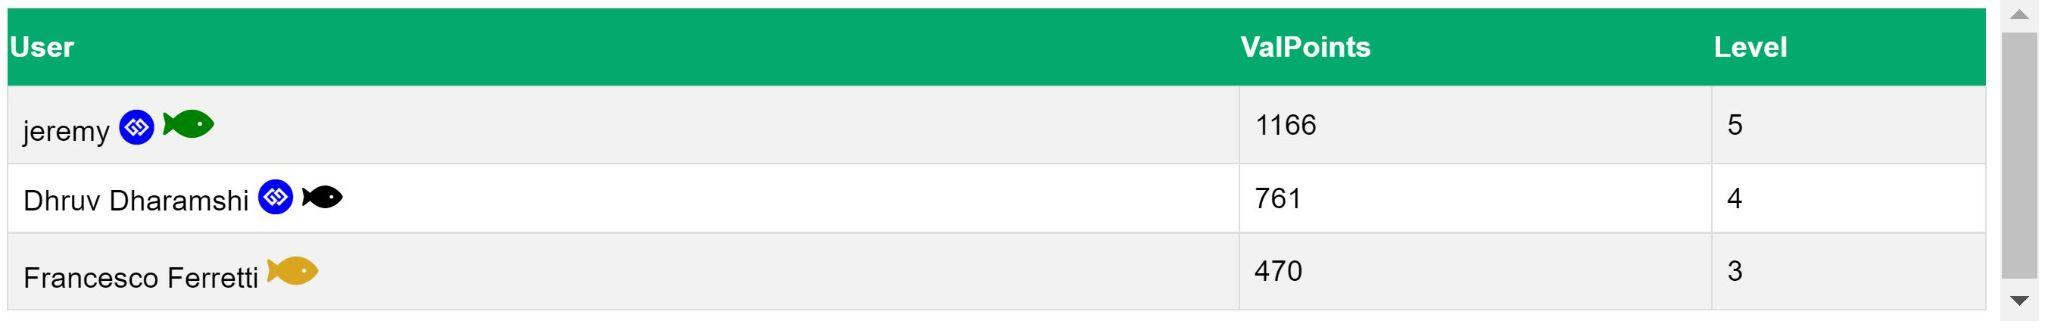 User ValPoints Level
jeremy 1166 5
Dhruv Dharamshi 761 4
Francesco Ferretti 470 3